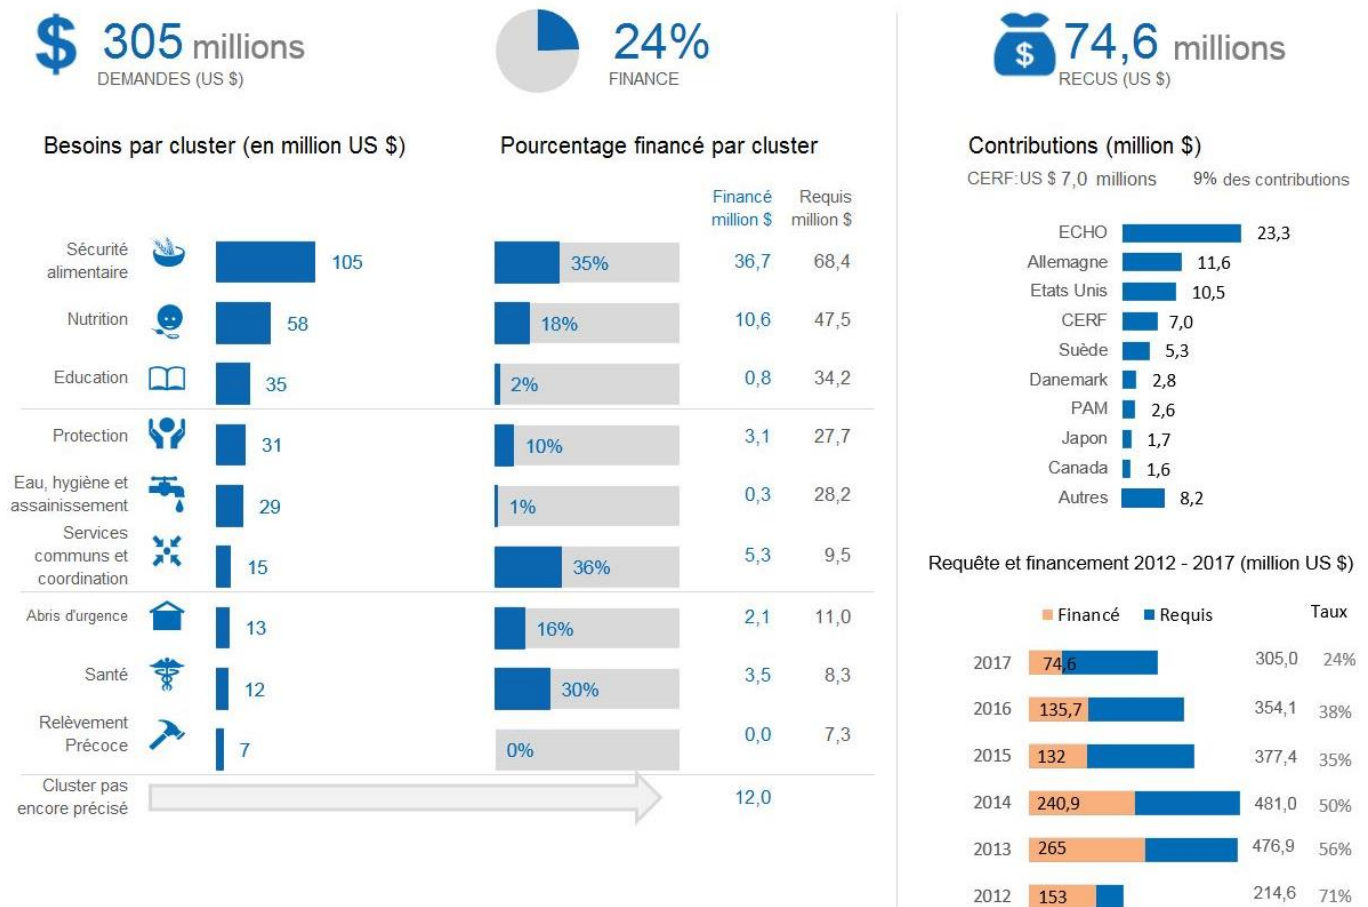 305 millions
DEMANDES (US $)
24%
FINANCE
$
74,6 millions
RECUS (US $)
Besoins par cluster (en million US $)
Pourcentage financé par cluster
Financé Requis
million $ million $
Sécurité
alimentaire
105
35%
36,7 68,4
Nutrition
58
18%
10,6 47,5
Education
35
2%
0,8 34,2
Protection
31
10%
3,1 27,7
Eau, hygiène et
assainissement
29
1%
0,3 28,2
Services
communs et
coordination
15
36%
5,3 9,5
Abris d'urgence
13
16%
2,1 11,0
Santé
12
30%
3,5 8,3
Relèvement
Précoce
7
0%
0,0 7,3
Cluster pas
encore précisé
12,0
Contributions (million $)
CERF:US $ 7,0 millions 9% des contributions
ECHO 23,3
Allemagne 11,6
Etats Unis 10,5
CERF 7,0
Suède 5,3
Danemark 2,8
PAM 2,6
Japon 1,7
Canada 1,6
Autres 8,2
Requête et financement 2012 - 2017 (million US $)
Financé Requis Taux
2017 74,6 305,0 24%
2016 135,7 354,1 38%
2015 132 377,4 35%
2014 240,9 481,0 50%
2013 265 476,9 56%
2012 153 214,6 71%